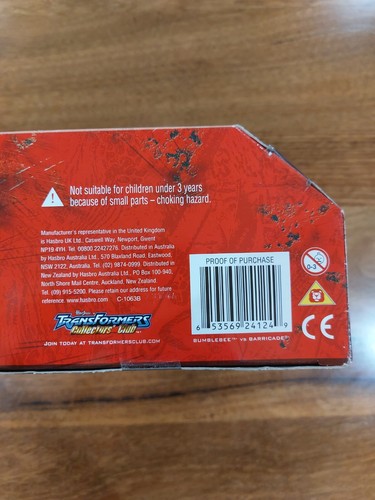 Not suitable for children under 3 years
because of small parts – choking hazard.
Manufacturer's representative in the United Kingdom
is Hasbro UK Ltd., Caswell Way, Newport, Gwent
NP19 4YH. Tel. 00800 22427276. Distributed in Australia
by Hasbro Australia Ltd., 570 Blaxland Road, Eastwood,
NSW 2122, Australia Tel. (02) 9874-0999. Distributed in
New Zealand by Hasbro Australia Ltd., PO Box 100-940,
North Shore Mail Centre, Auckland, New Zealand.
Tel. (09) 915-5200. Please retain our address for future
reference. www.hasbro.com C-1063B
TRANSFORMERS
Collectors' Club
JOIN TODAY AT TRANSFORMERSCLUB.COM
PROOF OF PURCHASE
6 53569 24124 9
BUMBLEBEE™ vs BARRICADE™
0-3
CE